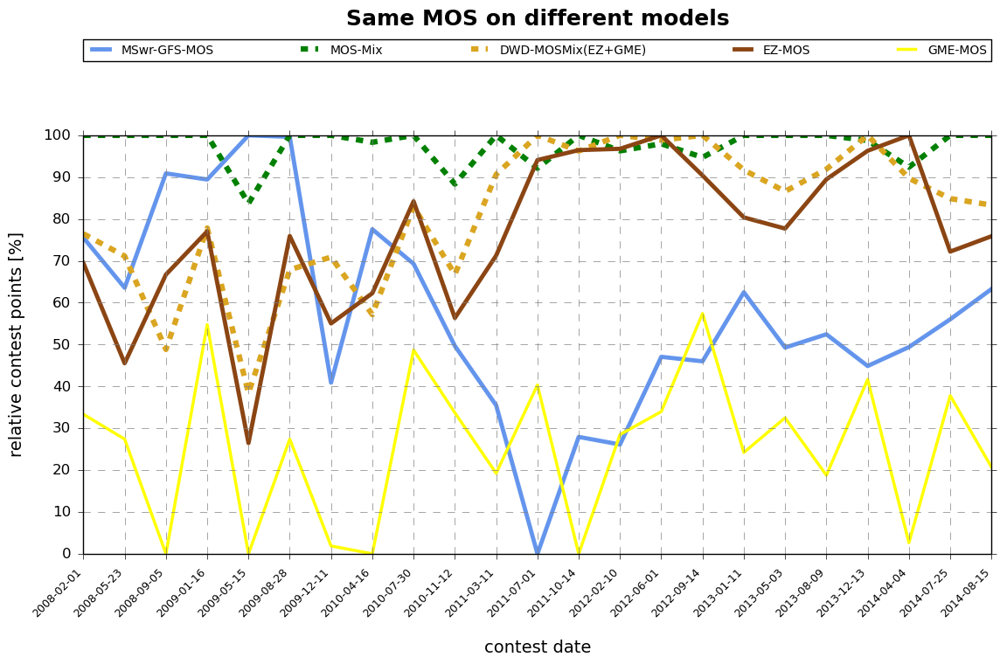 Same MOS on different models
MSwr-GFS-MOS MOS-Mix DWD-MOSMix(EZ+GME) EZ-MOS GME-MOS
100
90
80
70
60
50
40
30
20
10
0
relative contest points [%]
2008-02-01 2008-05-23 2008-09-05 2009-01-16 2009-05-15 2009-08-28 2009-12-11 2010-04-16 2010-07-30 2010-11-12 2011-03-11 2011-07-01 2011-10-14 2012-02-10 2012-06-01 2012-09-14 2013-01-11 2013-05-03 2013-08-09 2013-12-13 2014-04-04 2014-07-25 2014-08-15
contest date